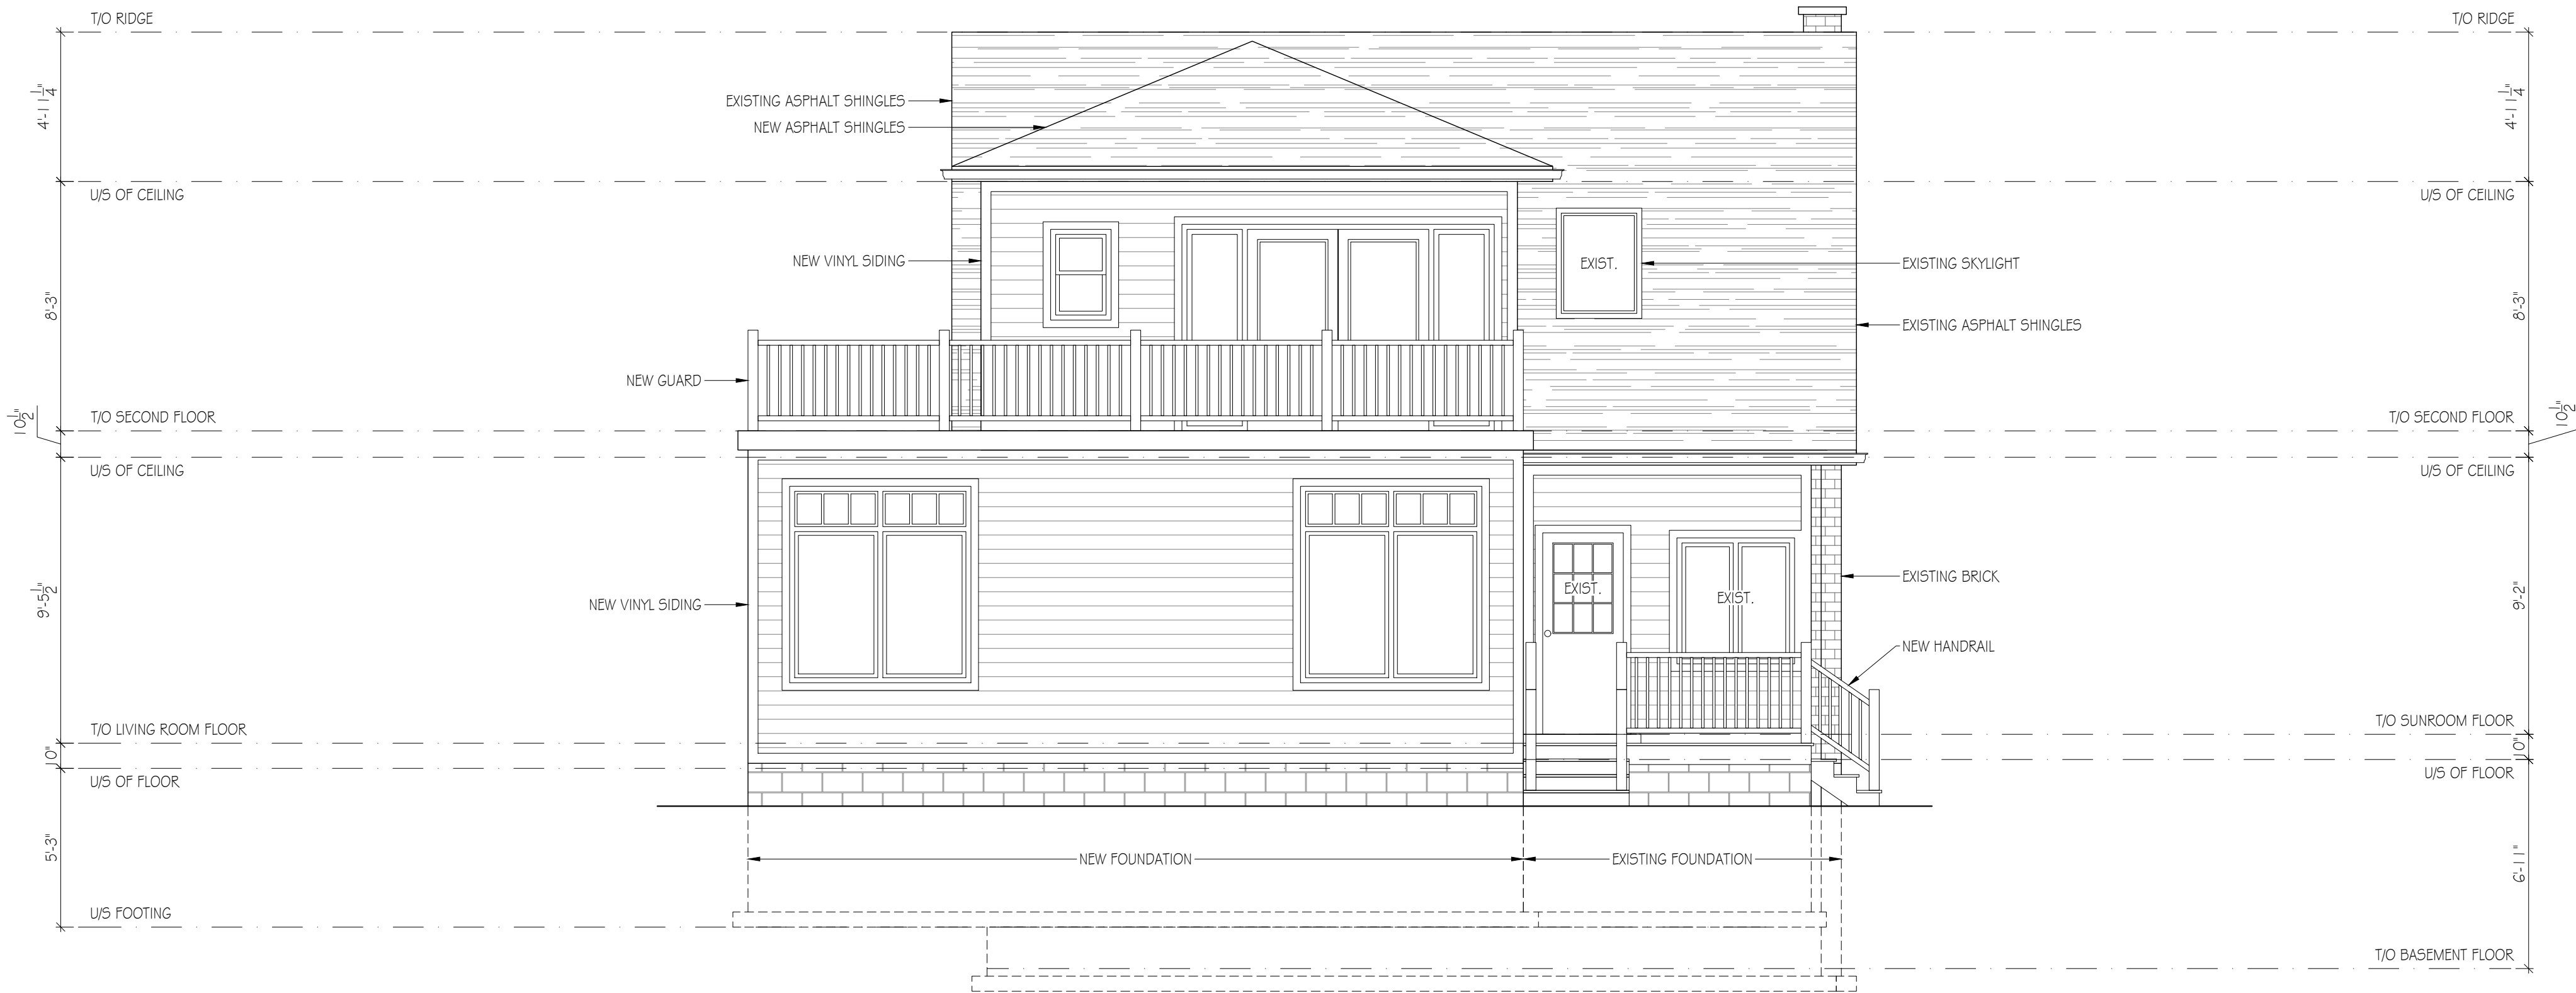 T/O RIDGE
T/O RIDGE
4'-11 1/4"
4'-11 1/4"
EXISTING ASPHALT SHINGLES
NEW ASPHALT SHINGLES
U/S OF CEILING
U/S OF CEILING
NEW VINYL SIDING
EXIST.
EXISTING SKYLIGHT
8'-3"
8'-3"
EXISTING ASPHALT SHINGLES
NEW GUARD
10 1/2"
10 1/2"
T/O SECOND FLOOR
T/O SECOND FLOOR
U/S OF CEILING
U/S OF CEILING
9'-5 1/2"
9'-2"
NEW VINYL SIDING
EXIST.
EXIST.
EXISTING BRICK
NEW HANDRAIL
T/O LIVING ROOM FLOOR
T/O SUNROOM FLOOR
10"
10"
U/S OF FLOOR
U/S OF FLOOR
5'-3"
6'-11"
NEW FOUNDATION
EXISTING FOUNDATION
U/S FOOTING
T/O BASEMENT FLOOR